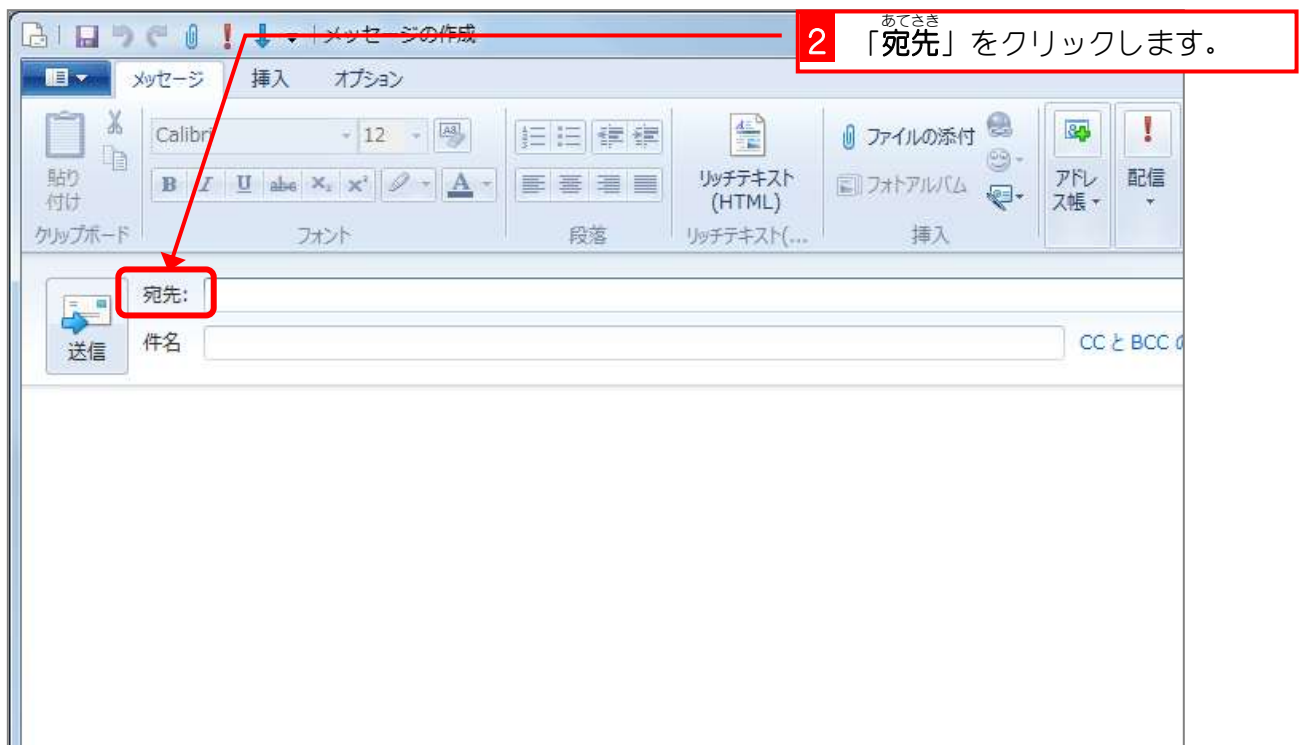 メッセージの作成
2
あてさき
「宛先」をクリックします。
メッセージ 挿入 オプション
Calibri 12
B I U abc X₂ X² A
貼り
付け
リッチテキスト
(HTML)
ファイルの添付
フォトアルバム
アドレ
ス帳
配信
クリップボード フォント 段落 リッチテキスト(... 挿入
宛先:
送信
件名
CC と BCC の